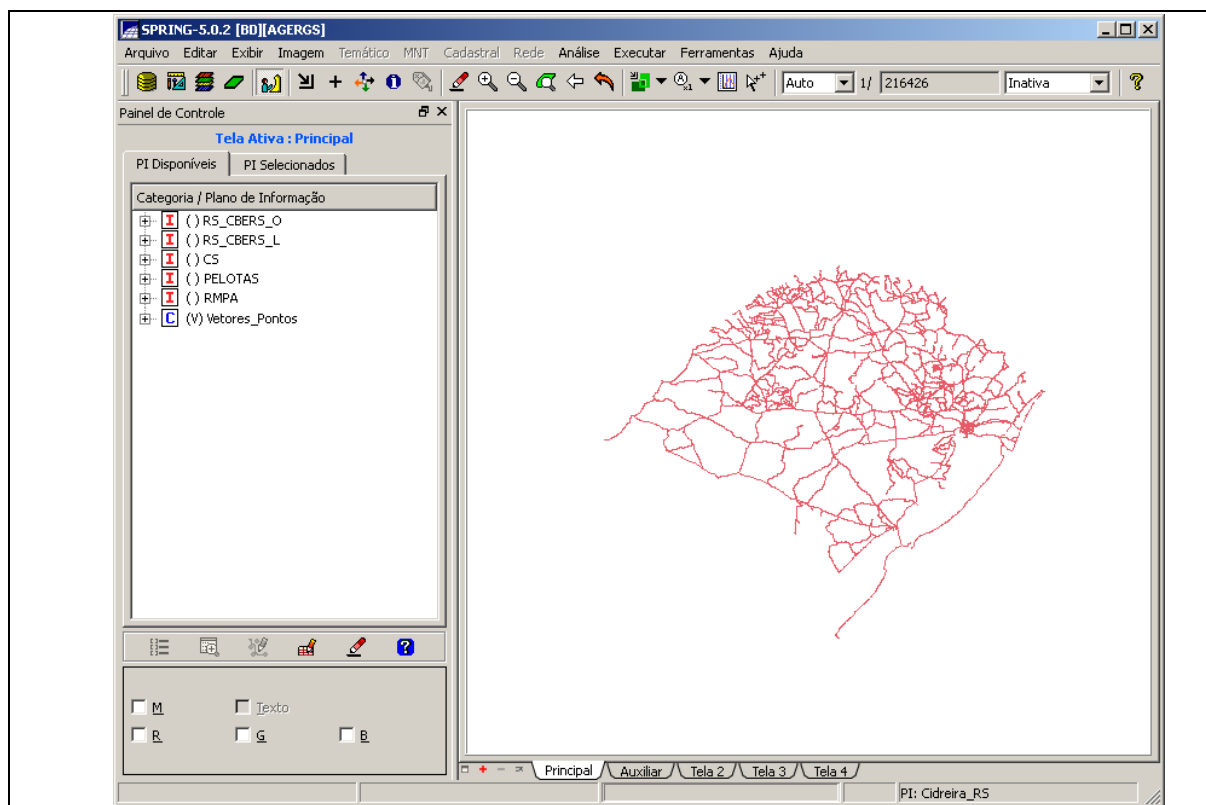 SPRING-5.0.2 [BD][AGERGS]
Arquivo Editar Exibir Imagem Temático MNT Cadastral Rede Análise Executar Ferramentas Ajuda
Auto 1/ 216426 Inativa
Painel de Controle
Tela Ativa : Principal
PI Disponíveis PI Selecionados
Categoria / Plano de Informação
I () RS_CBERS_O
I () RS_CBERS_L
I () CS
I () PELOTAS
I () RMPA
C (V) Vetores_Pontos
M Texto
R G B
Principal Auxiliar Tela 2 Tela 3 Tela 4
PI: Cidreira_RS